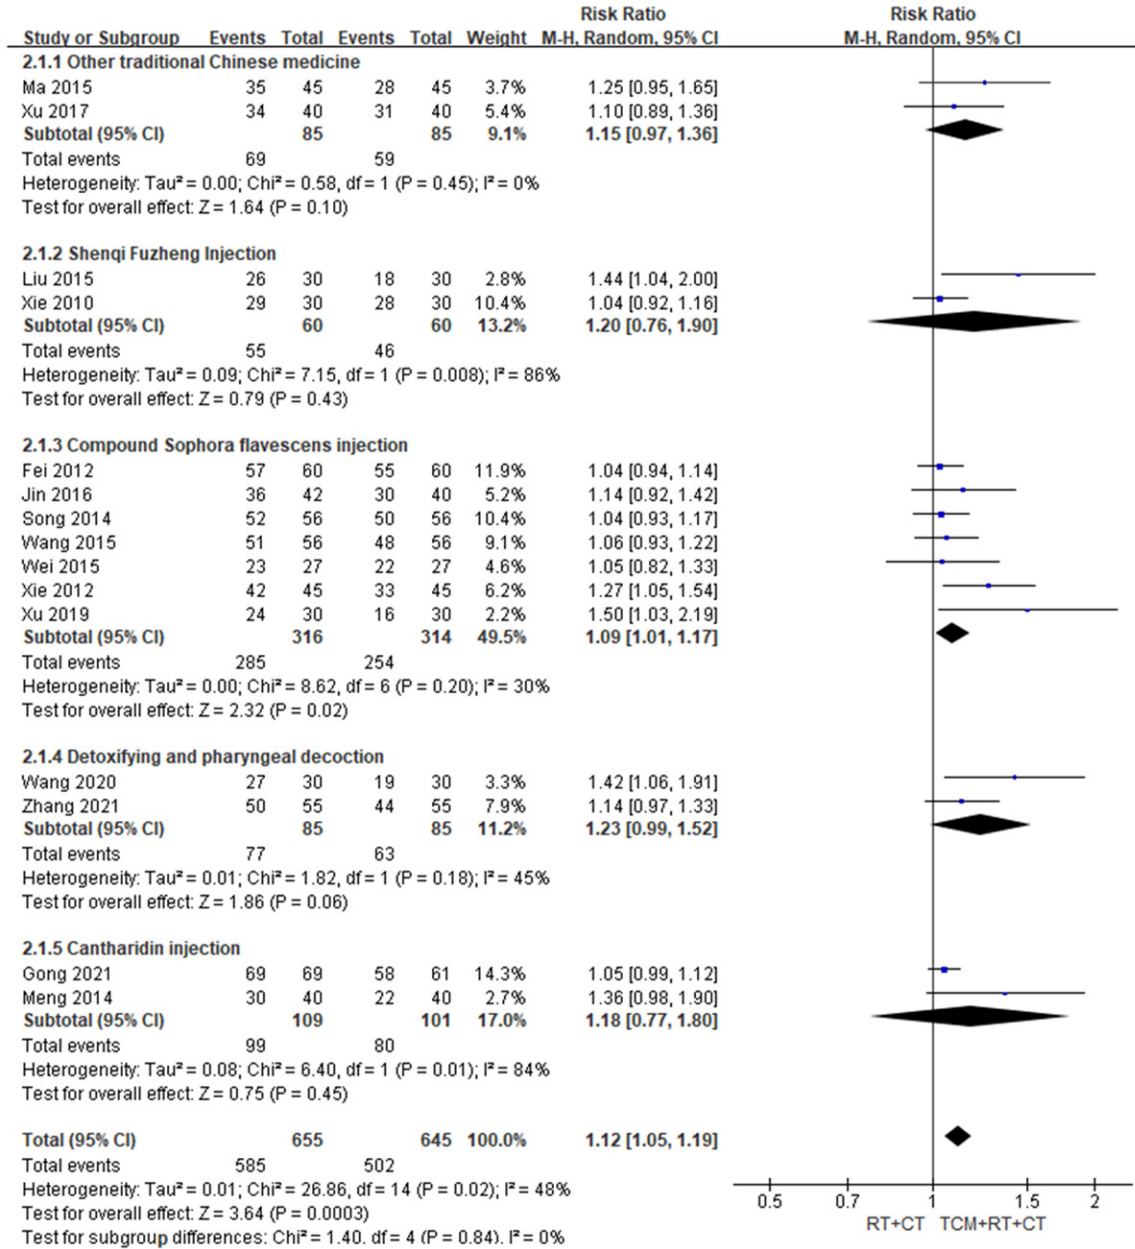 Risk Ratio Risk Ratio
Study or Subgroup Events Total Events Total Weight M-H, Random, 95% CI M-H, Random, 95% CI
2.1.1 Other traditional Chinese medicine
Ma 2015 35 45 28 45 3.7% 1.25 [0.95, 1.65]
Xu 2017 34 40 31 40 5.4% 1.10 [0.89, 1.36]
Subtotal (95% CI) 85 85 9.1% 1.15 [0.97, 1.36]
Total events 69 59
Heterogeneity: Tau² = 0.00; Chi² = 0.58, df = 1 (P = 0.45); I² = 0%
Test for overall effect: Z = 1.64 (P = 0.10)
2.1.2 Shenqi Fuzheng Injection
Liu 2015 26 30 18 30 2.8% 1.44 [1.04, 2.00]
Xie 2010 29 30 28 30 10.4% 1.04 [0.92, 1.16]
Subtotal (95% CI) 60 60 13.2% 1.20 [0.76, 1.90]
Total events 55 46
Heterogeneity: Tau² = 0.09; Chi² = 7.15, df = 1 (P = 0.008); I² = 86%
Test for overall effect: Z = 0.79 (P = 0.43)
2.1.3 Compound Sophora flavescens injection
Fei 2012 57 60 55 60 11.9% 1.04 [0.94, 1.14]
Jin 2016 36 42 30 40 5.2% 1.14 [0.92, 1.42]
Song 2014 52 56 50 56 10.4% 1.04 [0.93, 1.17]
Wang 2015 51 56 48 56 9.1% 1.06 [0.93, 1.22]
Wei 2015 23 27 22 27 4.6% 1.05 [0.82, 1.33]
Xie 2012 42 45 33 45 6.2% 1.27 [1.05, 1.54]
Xu 2019 24 30 16 30 2.2% 1.50 [1.03, 2.19]
Subtotal (95% CI) 316 314 49.5% 1.09 [1.01, 1.17]
Total events 285 254
Heterogeneity: Tau² = 0.00; Chi² = 8.62, df = 6 (P = 0.20); I² = 30%
Test for overall effect: Z = 2.32 (P = 0.02)
2.1.4 Detoxifying and pharyngeal decoction
Wang 2020 27 30 19 30 3.3% 1.42 [1.06, 1.91]
Zhang 2021 50 55 44 55 7.9% 1.14 [0.97, 1.33]
Subtotal (95% CI) 85 85 11.2% 1.23 [0.99, 1.52]
Total events 77 63
Heterogeneity: Tau² = 0.01; Chi² = 1.82, df = 1 (P = 0.18); I² = 45%
Test for overall effect: Z = 1.86 (P = 0.06)
2.1.5 Cantharidin injection
Gong 2021 69 69 58 61 14.3% 1.05 [0.99, 1.12]
Meng 2014 30 40 22 40 2.7% 1.36 [0.98, 1.90]
Subtotal (95% CI) 109 101 17.0% 1.18 [0.77, 1.80]
Total events 99 80
Heterogeneity: Tau² = 0.08; Chi² = 6.40, df = 1 (P = 0.01); I² = 84%
Test for overall effect: Z = 0.75 (P = 0.45)
Total (95% CI) 655 645 100.0% 1.12 [1.05, 1.19]
Total events 585 502
Heterogeneity: Tau² = 0.01; Chi² = 26.86, df = 14 (P = 0.02); I² = 48%
Test for overall effect: Z = 3.64 (P = 0.0003)
Test for subgroup differences: Chi² = 1.40, df = 4 (P = 0.84), I² = 0%
0.5 0.7 1 1.5 2
RT+CT TCM+RT+CT